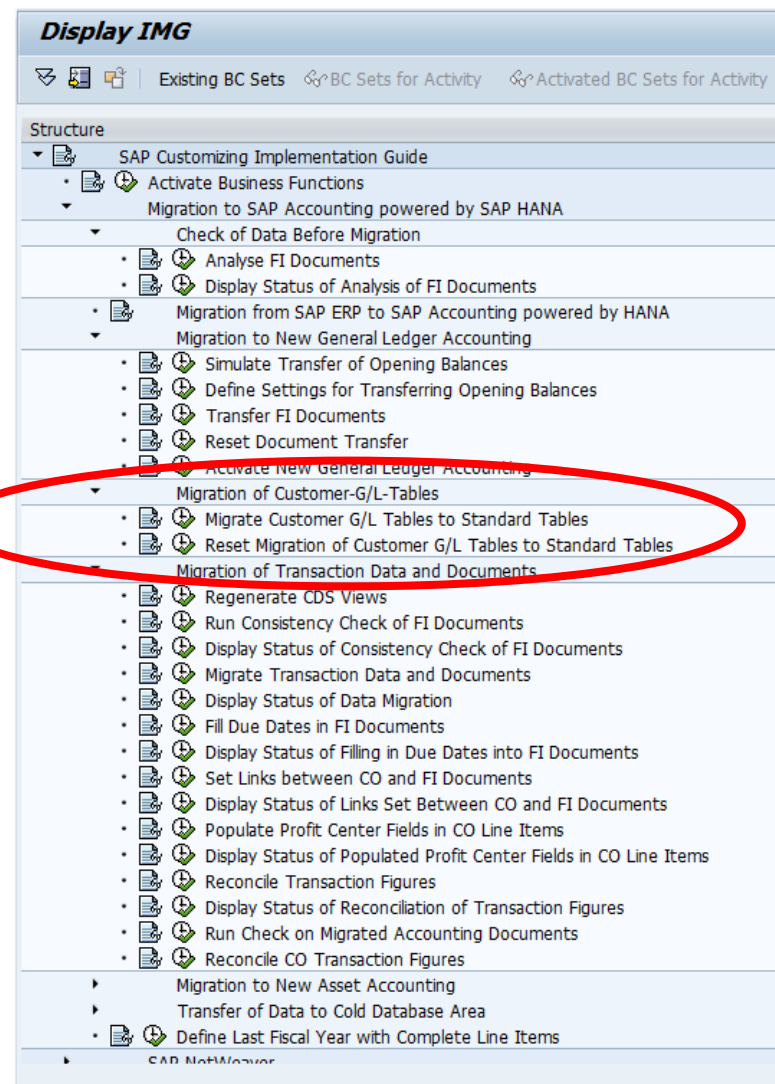 Display IMG
Existing BC Sets BC Sets for Activity Activated BC Sets for Activity
Structure
SAP Customizing Implementation Guide
Activate Business Functions
Migration to SAP Accounting powered by SAP HANA
Check of Data Before Migration
Analyse FI Documents
Display Status of Analysis of FI Documents
Migration from SAP ERP to SAP Accounting powered by HANA
Migration to New General Ledger Accounting
Simulate Transfer of Opening Balances
Define Settings for Transferring Opening Balances
Transfer FI Documents
Reset Document Transfer
Activate New General Ledger Accounting
Migration of Customer-G/L-Tables
Migrate Customer G/L Tables to Standard Tables
Reset Migration of Customer G/L Tables to Standard Tables
Migration of Transaction Data and Documents
Regenerate CDS Views
Run Consistency Check of FI Documents
Display Status of Consistency Check of FI Documents
Migrate Transaction Data and Documents
Display Status of Data Migration
Fill Due Dates in FI Documents
Display Status of Filling in Due Dates into FI Documents
Set Links between CO and FI Documents
Display Status of Links Set Between CO and FI Documents
Populate Profit Center Fields in CO Line Items
Display Status of Populated Profit Center Fields in CO Line Items
Reconcile Transaction Figures
Display Status of Reconciliation of Transaction Figures
Run Check on Migrated Accounting Documents
Reconcile CO Transaction Figures
Migration to New Asset Accounting
Transfer of Data to Cold Database Area
Define Last Fiscal Year with Complete Line Items
SAP NetWeaver